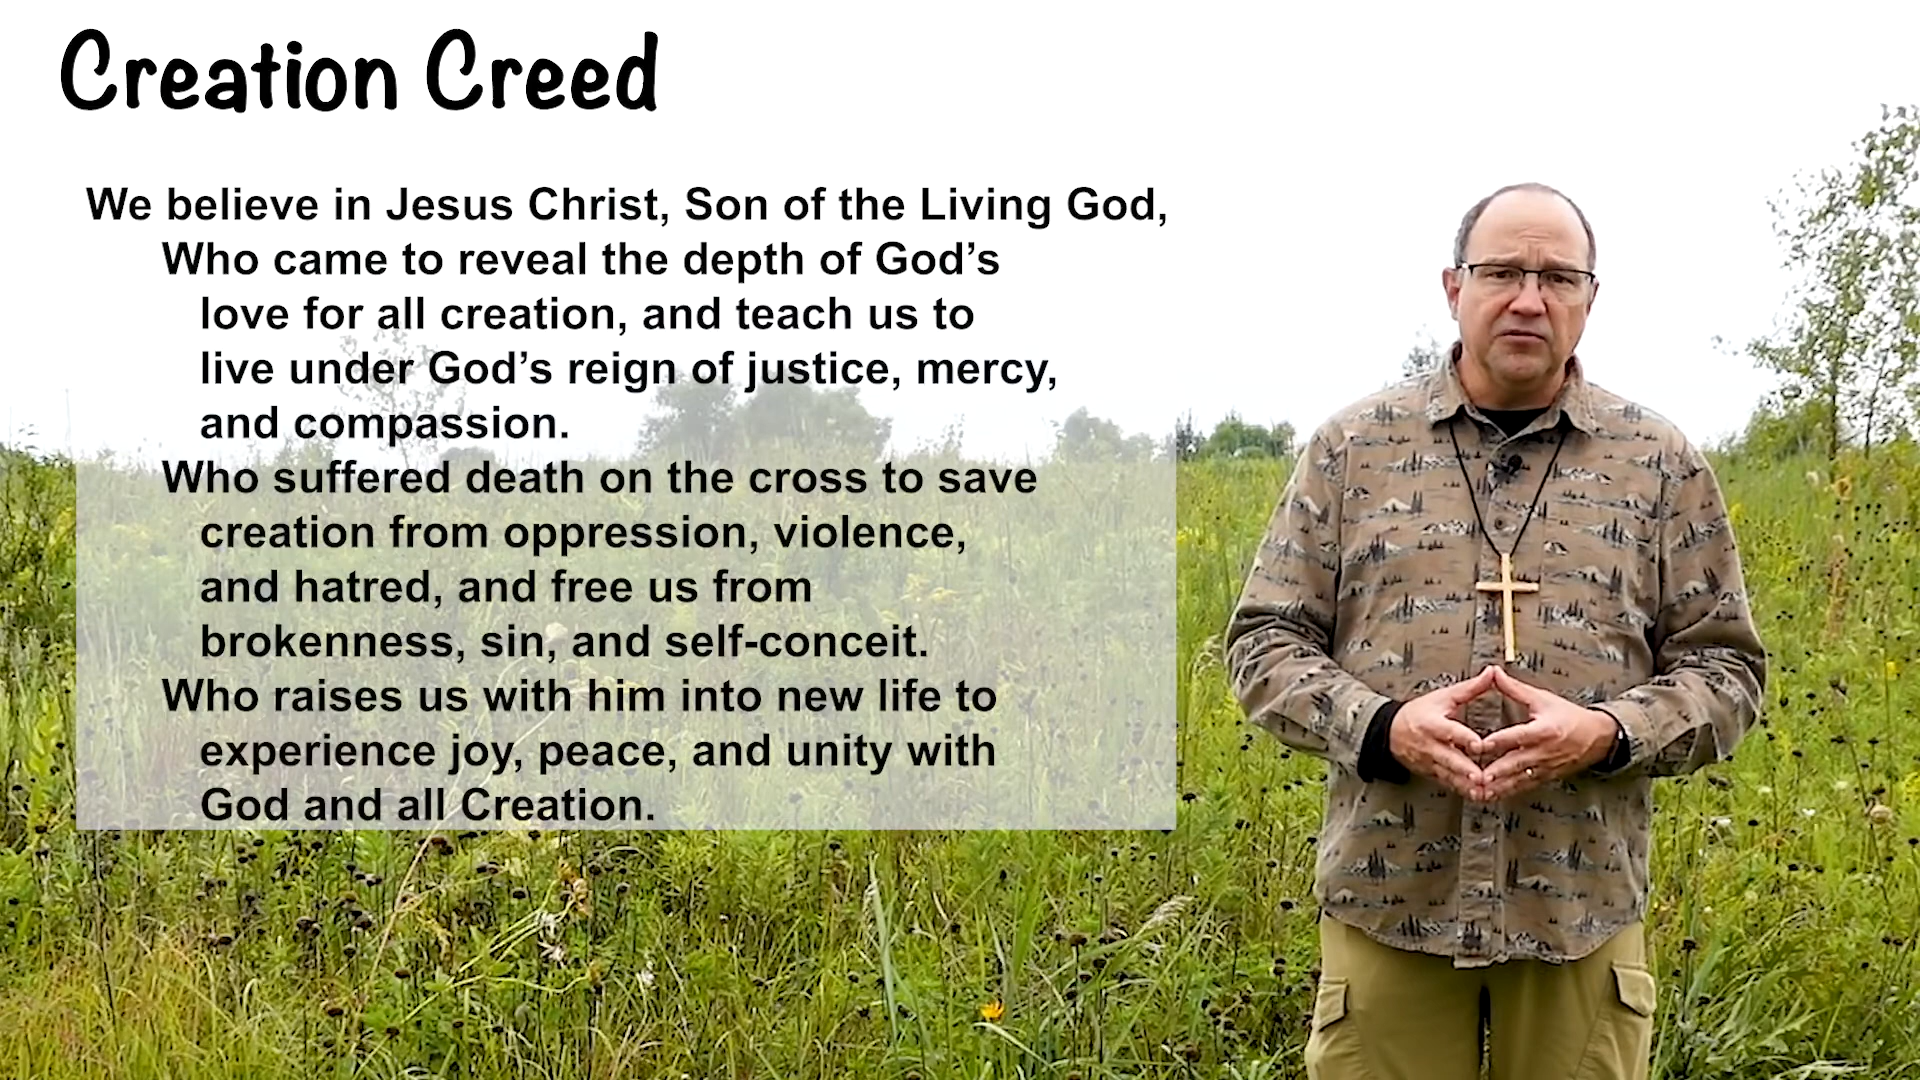 Creation Creed
We believe in Jesus Christ, Son of the Living God,
Who came to reveal the depth of God’s
love for all creation, and teach us to
live under God’s reign of justice, mercy,
and compassion.
Who suffered death on the cross to save
creation from oppression, violence,
and hatred, and free us from
brokenness, sin, and self-conceit.
Who raises us with him into new life to
experience joy, peace, and unity with
God and all Creation.